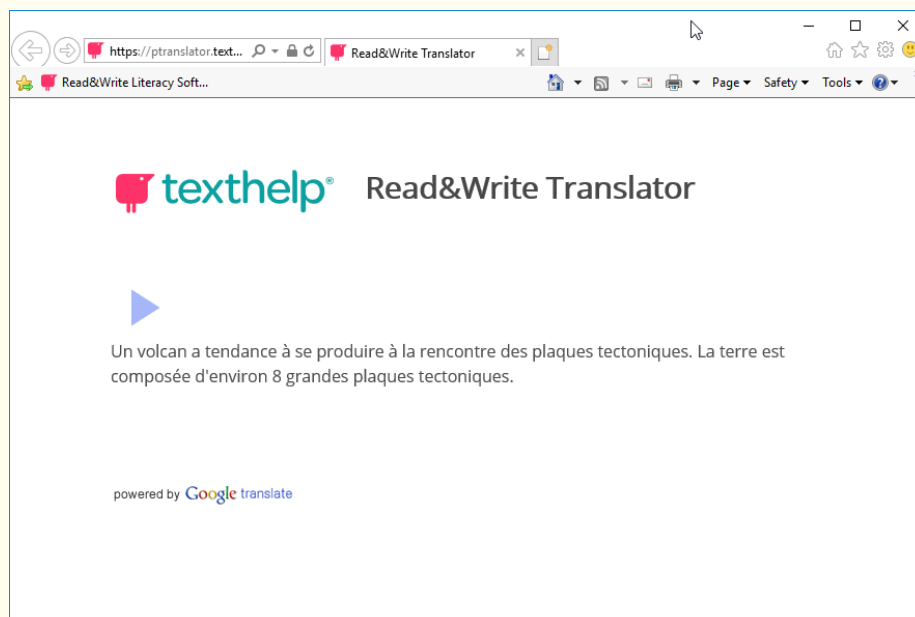 https://ptranslator.text...
Read&Write Translator
Read&Write Literacy Soft...
Page
Safety
Tools
texthelp®
Read&Write Translator
Un volcan a tendance à se produire à la rencontre des plaques tectoniques. La terre est
composée d'environ 8 grandes plaques tectoniques.
powered by Google translate